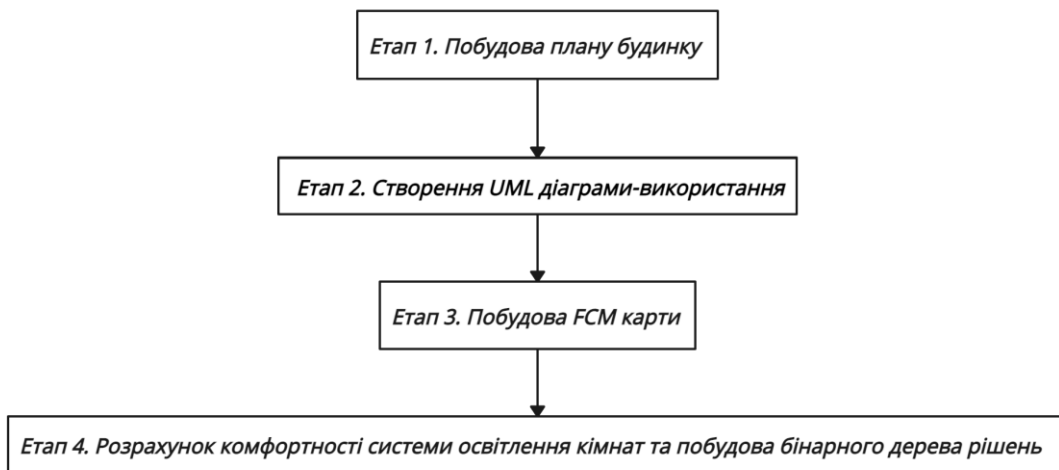 Етап 1. Побудова плану будинку
Етап 2. Створення UML діаграми-використання
Етап 3. Побудова FCM карти
Етап 4. Розрахунок комфортності системи освітлення кімнат та побудова бінарного дерева рішень